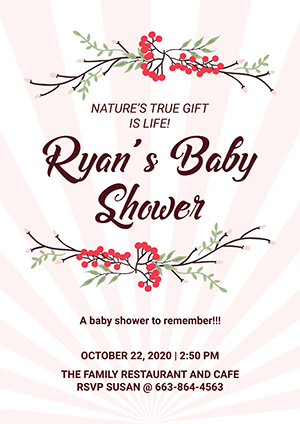 NATURE'S TRUE GIFT
IS LIFE!
Ryan's Baby
Shower
A baby shower to remember!!!
OCTOBER 22, 2020 | 2:50 PM
THE FAMILY RESTAURANT AND CAFE
RSVP SUSAN @ 663-864-4563